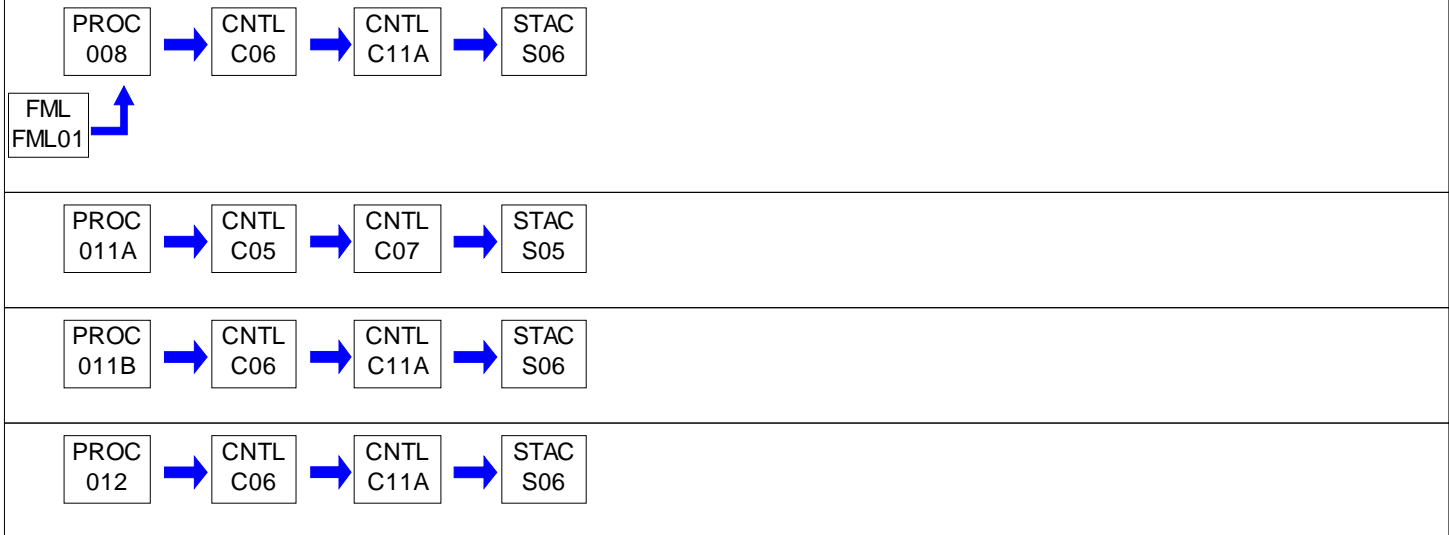 PROC
008
CNTL
C06
CNTL
C11A
STAC
S06
FML
FML01
PROC
011A
CNTL
C05
CNTL
C07
STAC
S05
PROC
011B
CNTL
C06
CNTL
C11A
STAC
S06
PROC
012
CNTL
C06
CNTL
C11A
STAC
S06